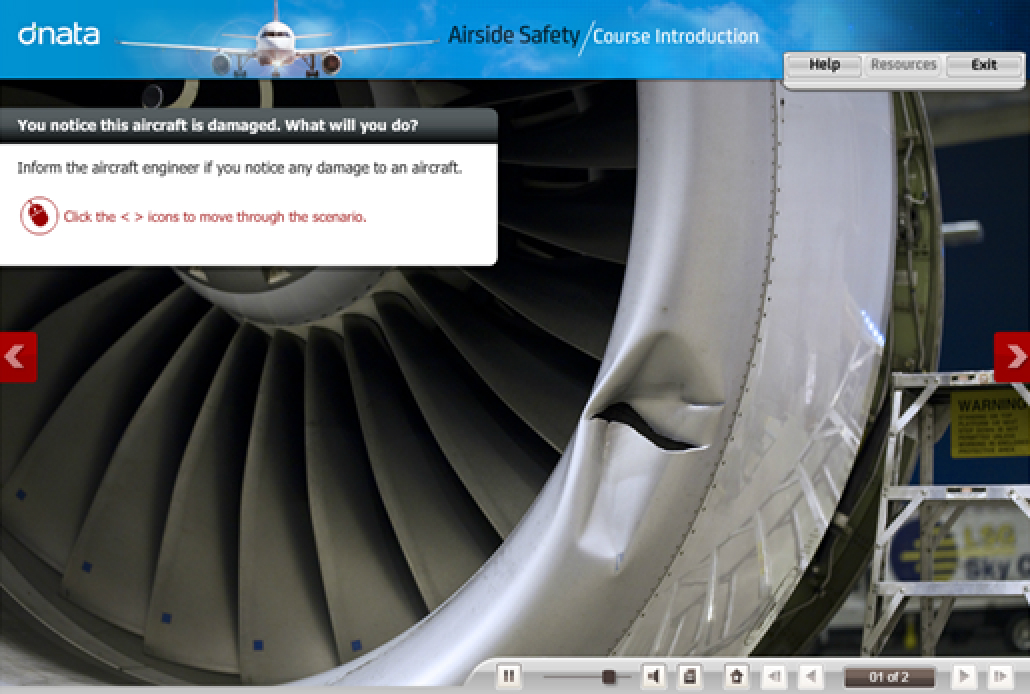 dnata
Airside Safety/Course Introduction
Help
Resources
Exit
You notice this aircraft is damaged. What will you do?
Inform the aircraft engineer if you notice any damage to an aircraft.
Click the < > icons to move through the scenario.
WARNING
LSG
Sky C
01 of 2